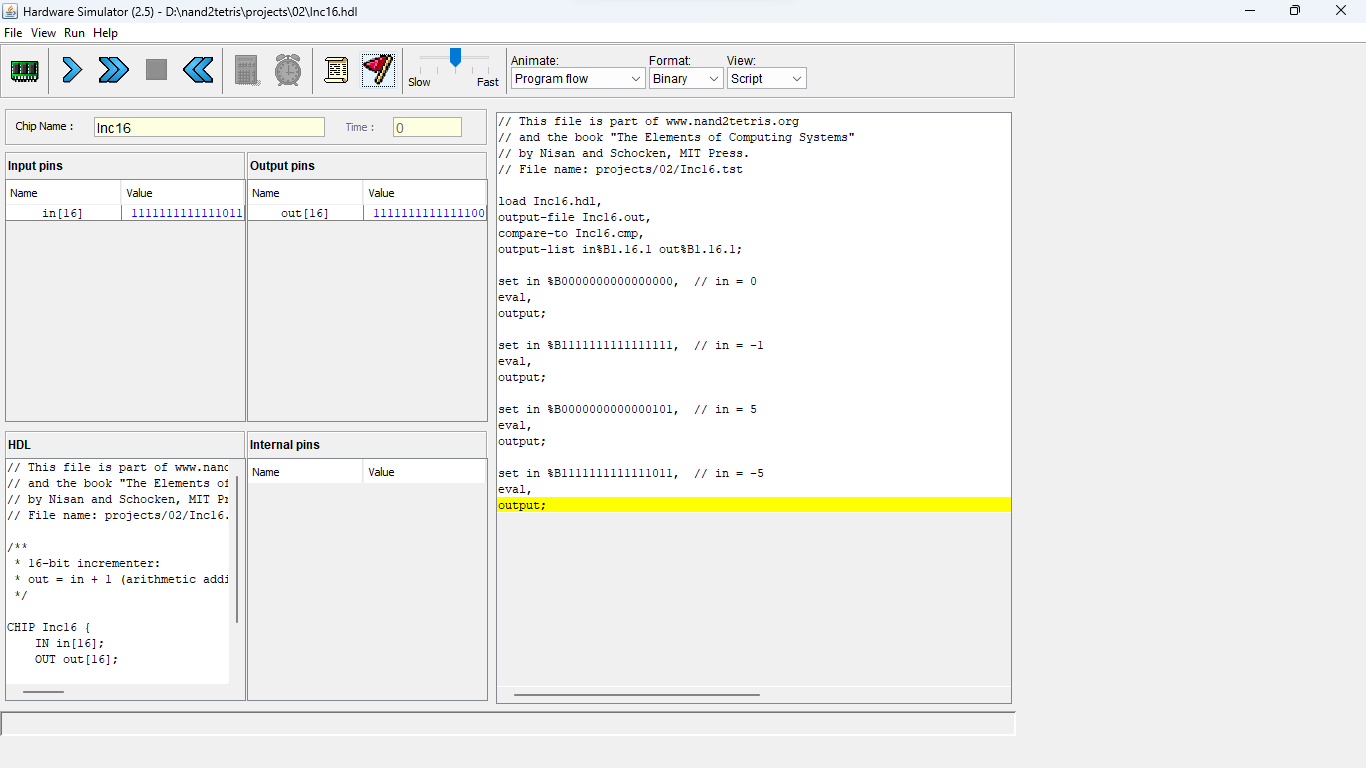 Hardware Simulator (2.5) - D:\nand2tetris\projects\02\Inc16.hdl
File View Run Help
Slow Fast
Animate: Format: View:
Program flow Binary Script
Chip Name : Inc16 Time : 0
Input pins Output pins
Name Value Name Value
in[16] 1111111111111011 out[16] 1111111111111100
HDL Internal pins
Name Value
// This file is part of www.nand
// and the book "The Elements of
// by Nisan and Schocken, MIT Pr
// File name: projects/02/Inc16.
/**
* 16-bit incrementer:
* out = in + 1 (arithmetic addi
*/
CHIP Inc16 {
IN in[16];
OUT out[16];
// This file is part of www.nand2tetris.org
// and the book "The Elements of Computing Systems"
// by Nisan and Schocken, MIT Press.
// File name: projects/02/Inc16.tst
load Inc16.hdl,
output-file Inc16.out,
compare-to Inc16.cmp,
output-list in%B1.16.1 out%B1.16.1;
set in %B0000000000000000, // in = 0
eval,
output;
set in %B1111111111111111, // in = -1
eval,
output;
set in %B0000000000000101, // in = 5
eval,
output;
set in %B1111111111111011, // in = -5
eval,
output;